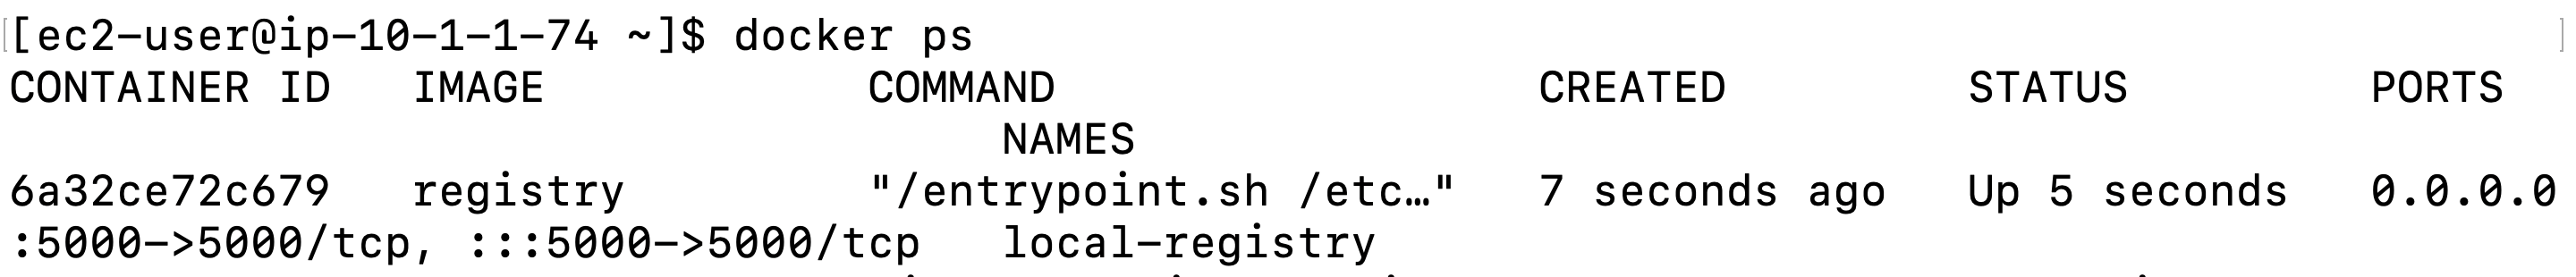 [ec2-user@ip-10-1-1-74 ~]$ docker ps
CONTAINER ID   IMAGE            COMMAND                  CREATED         STATUS         PORTS
                                     NAMES
6a32ce72c679   registry         "/entrypoint.sh /etc…"   7 seconds ago   Up 5 seconds   0.0.0.0
:5000->5000/tcp, :::5000->5000/tcp   local-registry